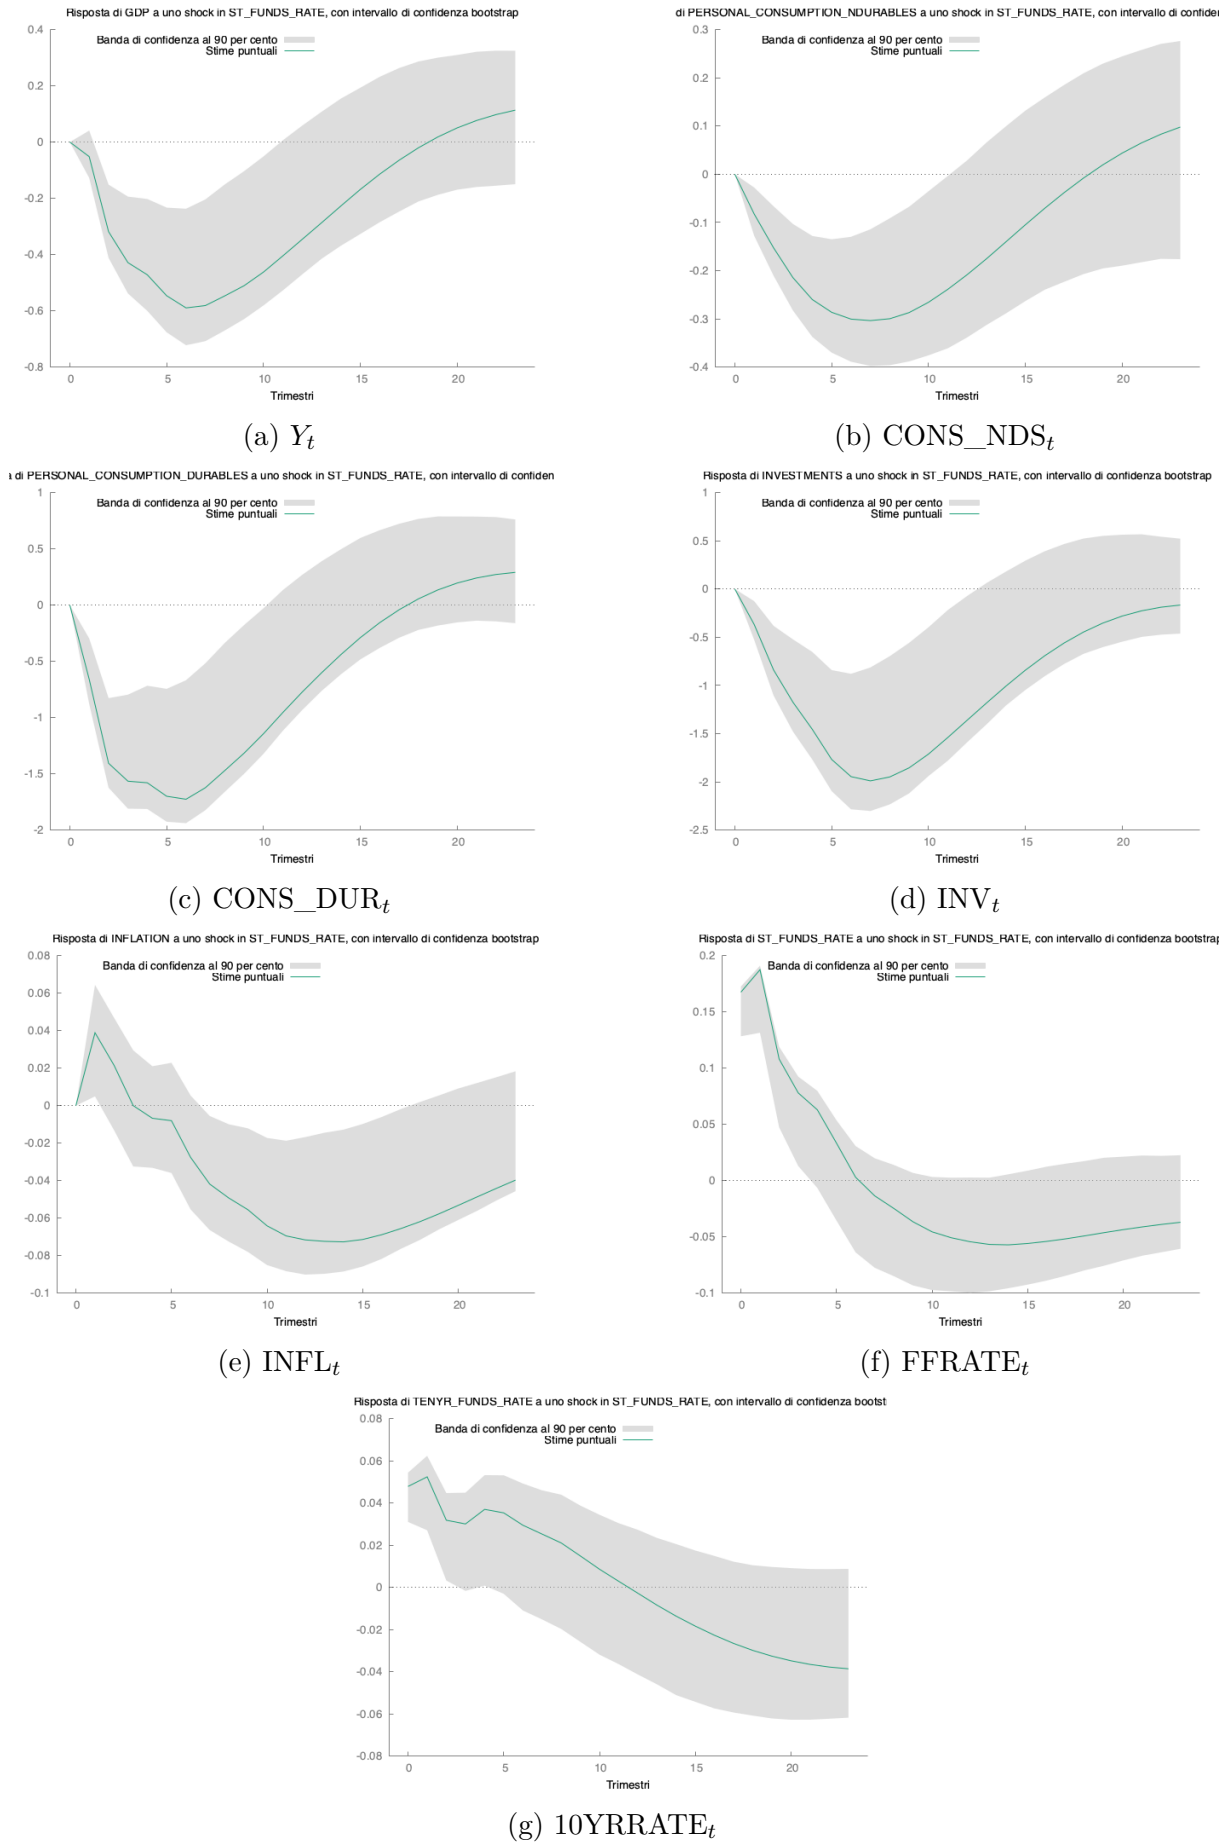 Risposta di GDP a uno shock in ST_FUNDS_RATE, con intervallo di confidenza bootstrap
Banda di confidenza al 90 per cento
Stime puntuali
0.4
0.2
0
-0.2
-0.4
-0.6
-0.8
0 5 10 15 20
Trimestri
(a) Yt
di PERSONAL_CONSUMPTION_NDURABLES a uno shock in ST_FUNDS_RATE, con intervallo di confiden
Banda di confidenza al 90 per cento
Stime puntuali
0.3
0.2
0.1
0
-0.1
-0.2
-0.3
-0.4
0 5 10 15 20
Trimestri
(b) CONS_NDSt
a di PERSONAL_CONSUMPTION_DURABLES a uno shock in ST_FUNDS_RATE, con intervallo di confiden
Banda di confidenza al 90 per cento
Stime puntuali
1
0.5
0
-0.5
-1
-1.5
-2
0 5 10 15 20
Trimestri
(c) CONS_DURt
Risposta di INVESTMENTS a uno shock in ST_FUNDS_RATE, con intervallo di confidenza bootstrap
Banda di confidenza al 90 per cento
Stime puntuali
1
0.5
0
-0.5
-1
-1.5
-2
-2.5
0 5 10 15 20
Trimestri
(d) INVt
Risposta di INFLATION a uno shock in ST_FUNDS_RATE, con intervallo di confidenza bootstrap
Banda di confidenza al 90 per cento
Stime puntuali
0.08
0.06
0.04
0.02
0
-0.02
-0.04
-0.06
-0.08
-0.1
0 5 10 15 20
Trimestri
(e) INFLt
Risposta di ST_FUNDS_RATE a uno shock in ST_FUNDS_RATE, con intervallo di confidenza bootstrap
Banda di confidenza al 90 per cento
Stime puntuali
0.2
0.15
0.1
0.05
0
-0.05
-0.1
0 5 10 15 20
Trimestri
(f) FFRATEt
Risposta di TENYR_FUNDS_RATE a uno shock in ST_FUNDS_RATE, con intervallo di confidenza bootst
Banda di confidenza al 90 per cento
Stime puntuali
0.08
0.06
0.04
0.02
0
-0.02
-0.04
-0.06
-0.08
0 5 10 15 20
Trimestri
(g) 10YRRATEt